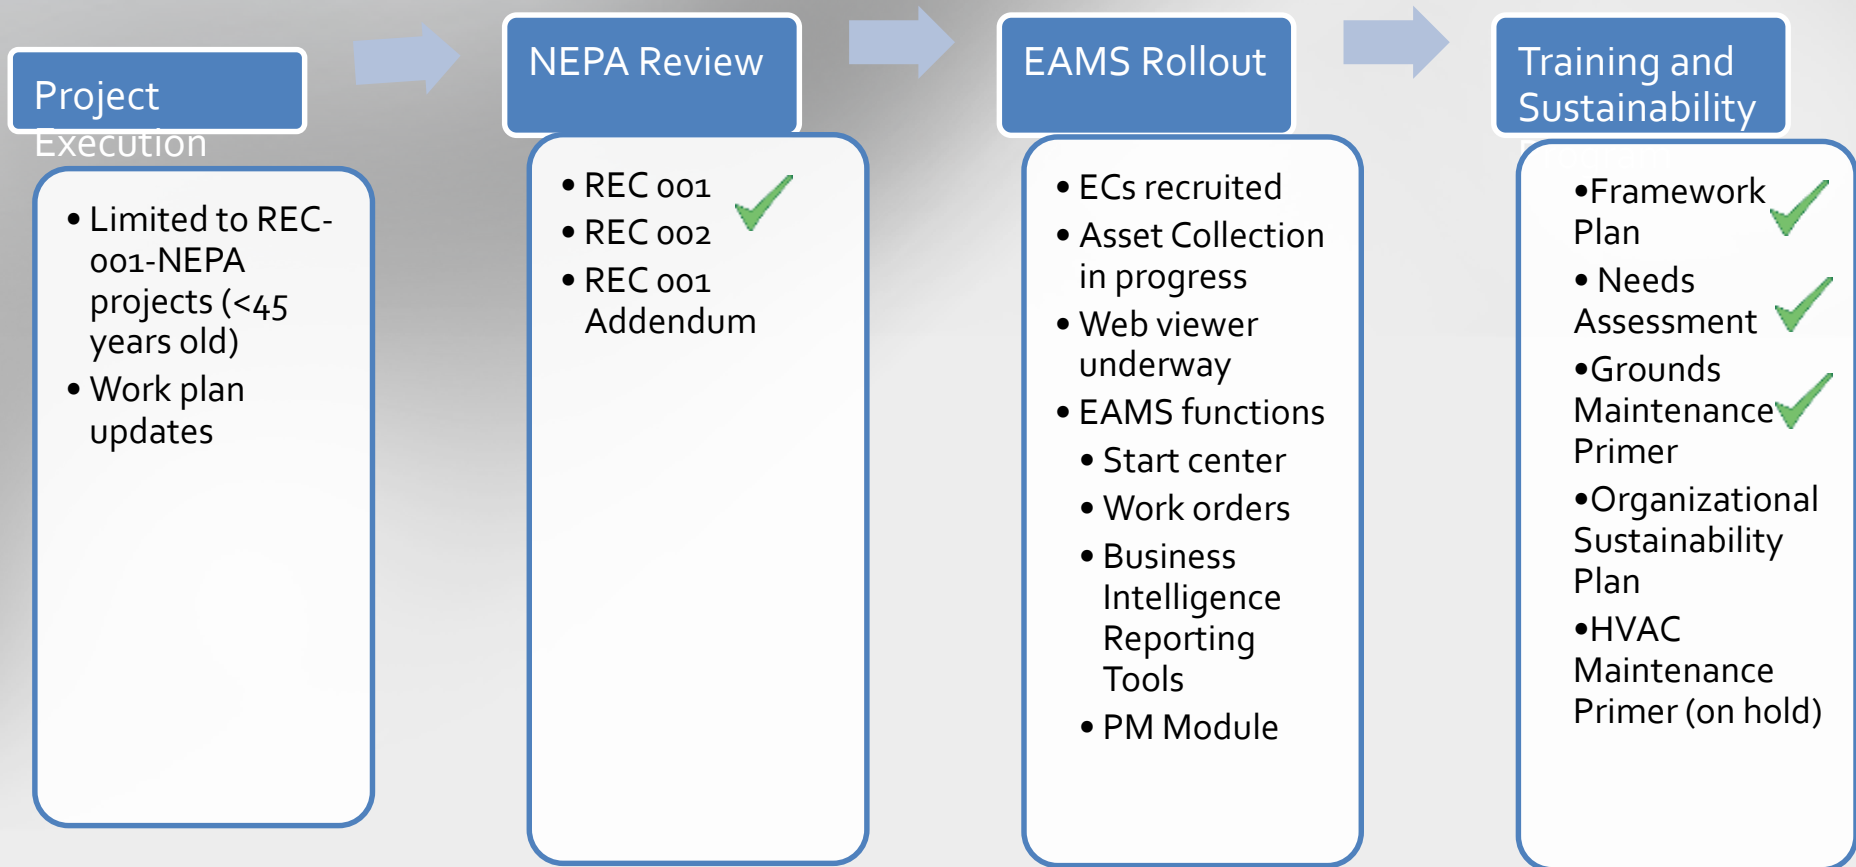 Project
Execution
• Limited to REC-
001-NEPA
projects (<45
years old)
• Work plan
updates
NEPA Review
• REC 001
• REC 002
• REC 001
Addendum
EAMS Rollout
• ECs recruited
• Asset Collection
in progress
• Web viewer
underway
• EAMS functions
• Start center
• Work orders
• Business
Intelligence
Reporting
Tools
• PM Module
Training and
Sustainability
Program
•Framework
Plan
• Needs
Assessment
•Grounds
Maintenance
Primer
•Organizational
Sustainability
Plan
•HVAC
Maintenance
Primer (on hold)